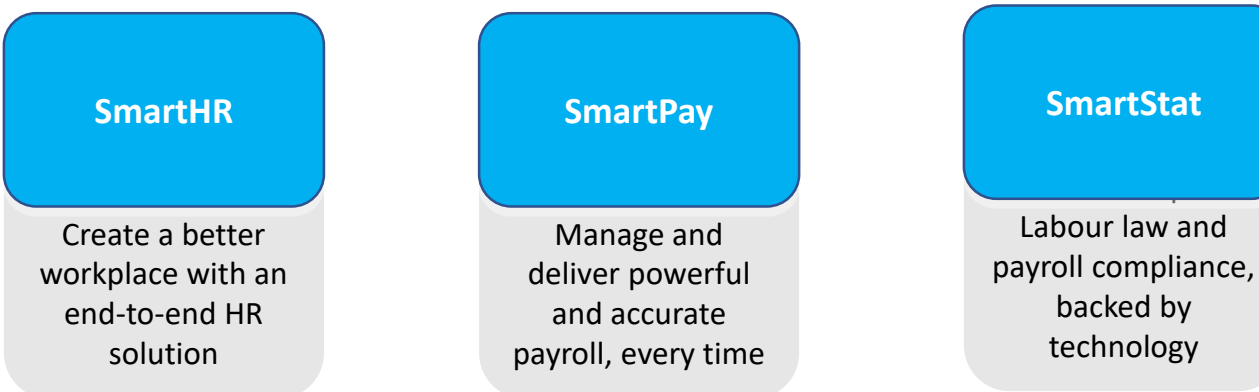 SmartHR
Create a better
workplace with an
end-to-end HR
solution
SmartPay
Manage and
deliver powerful
and accurate
payroll, every time
SmartStat
Labour law and
payroll compliance,
backed by
technology